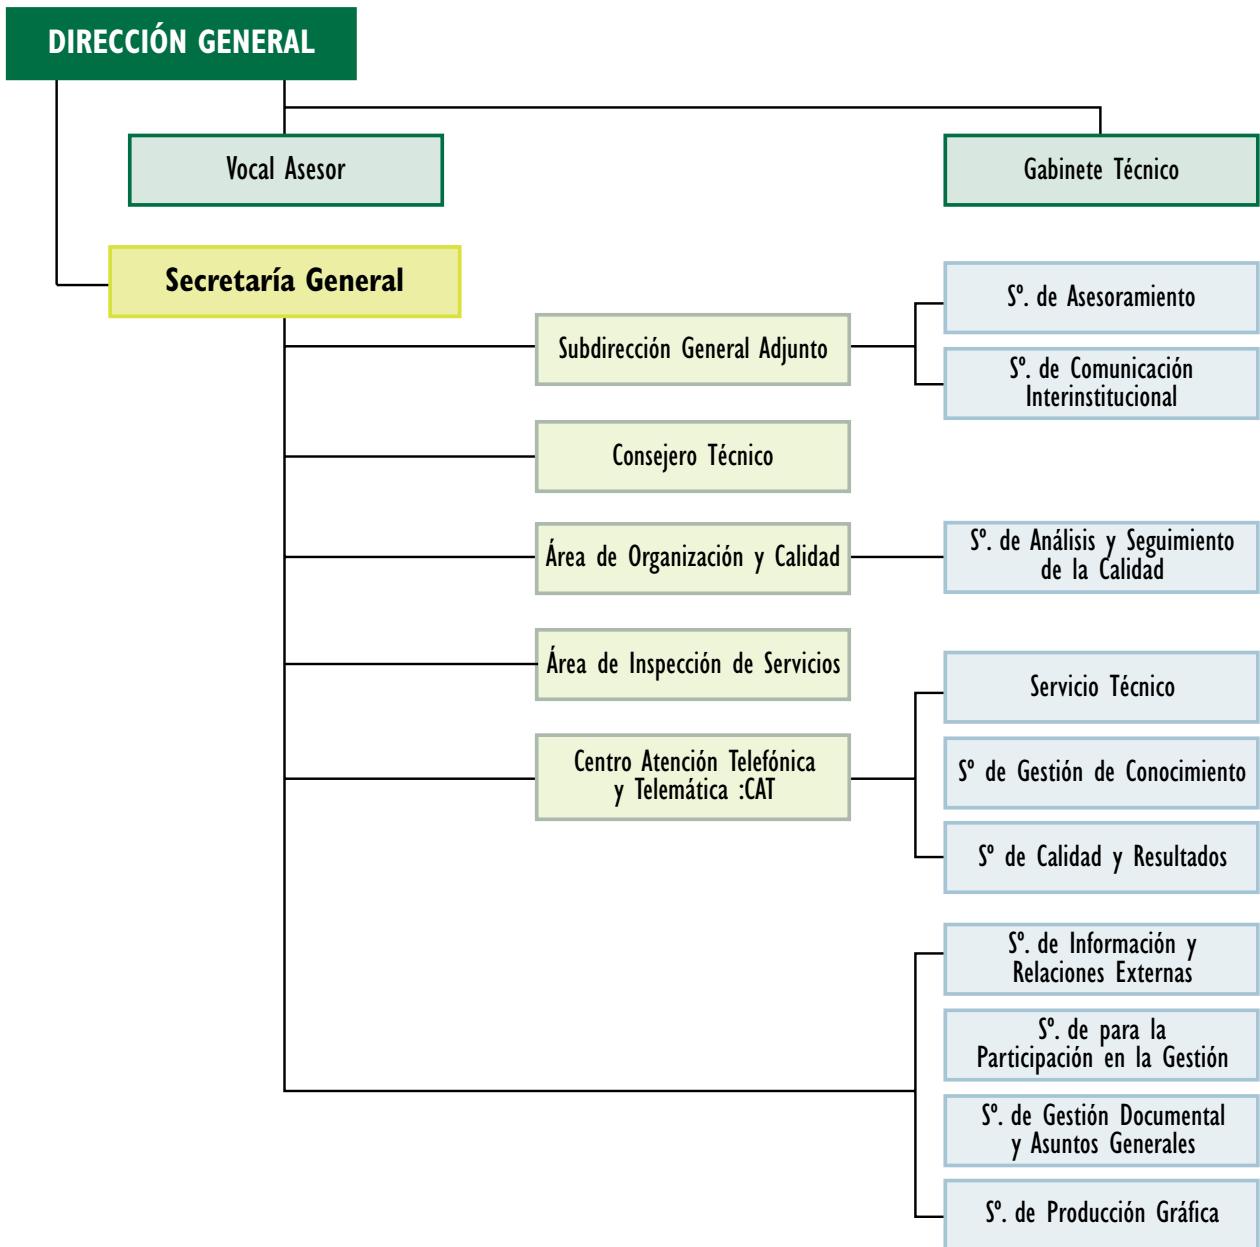 DIRECCIÓN GENERAL
Vocal Asesor
Gabinete Técnico
Secretaría General
Subdirección General Adjunto
Sº. de Asesoramiento
Sº. de Comunicación
Interinstitucional
Consejero Técnico
Área de Organización y Calidad
Sº. de Análisis y Seguimiento
de la Calidad
Área de Inspección de Servicios
Centro Atención Telefónica
y Telemática :CAT
Servicio Técnico
Sº de Gestión de Conocimiento
Sº de Calidad y Resultados
Sº. de Información y
Relaciones Externas
Sº. de para la
Participación en la Gestión
Sº. de Gestión Documental
y Asuntos Generales
Sº. de Producción Gráfica